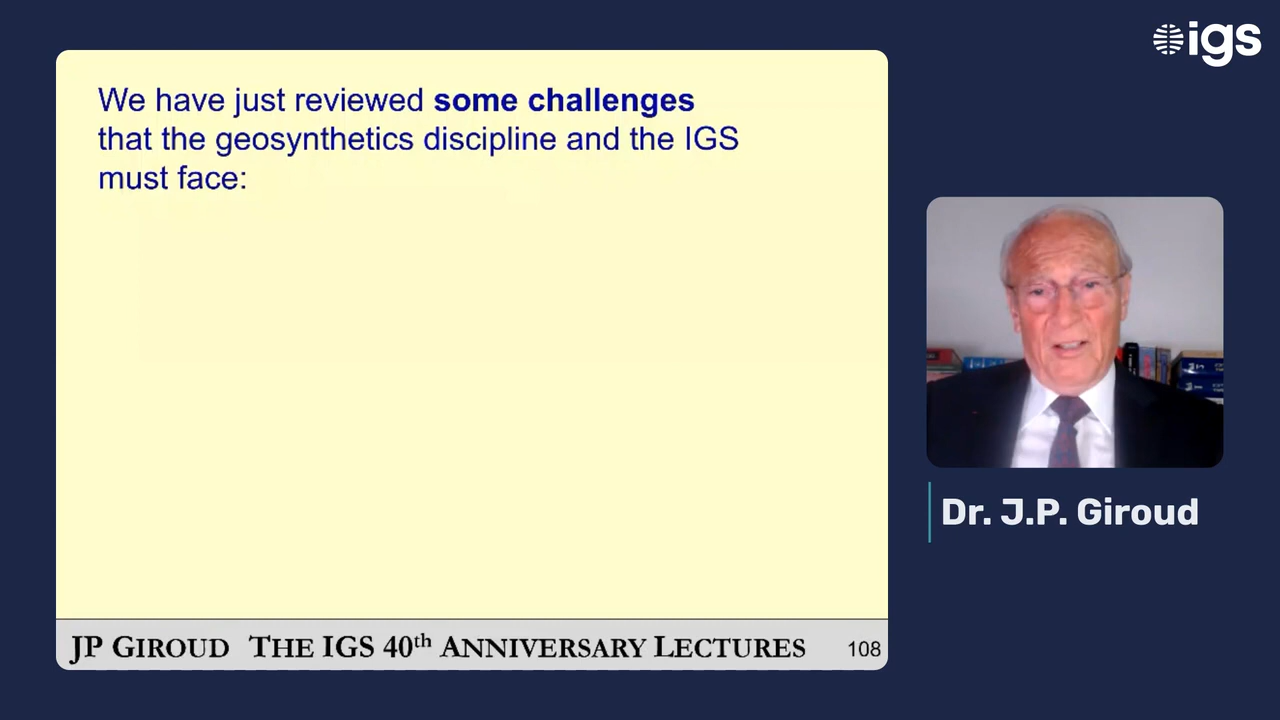 igs
We have just reviewed some challenges
that the geosynthetics discipline and the IGS
must face:
Dr. J.P. Giroud
JP GIROUD THE IGS 40th ANNIVERSARY LECTURES 108